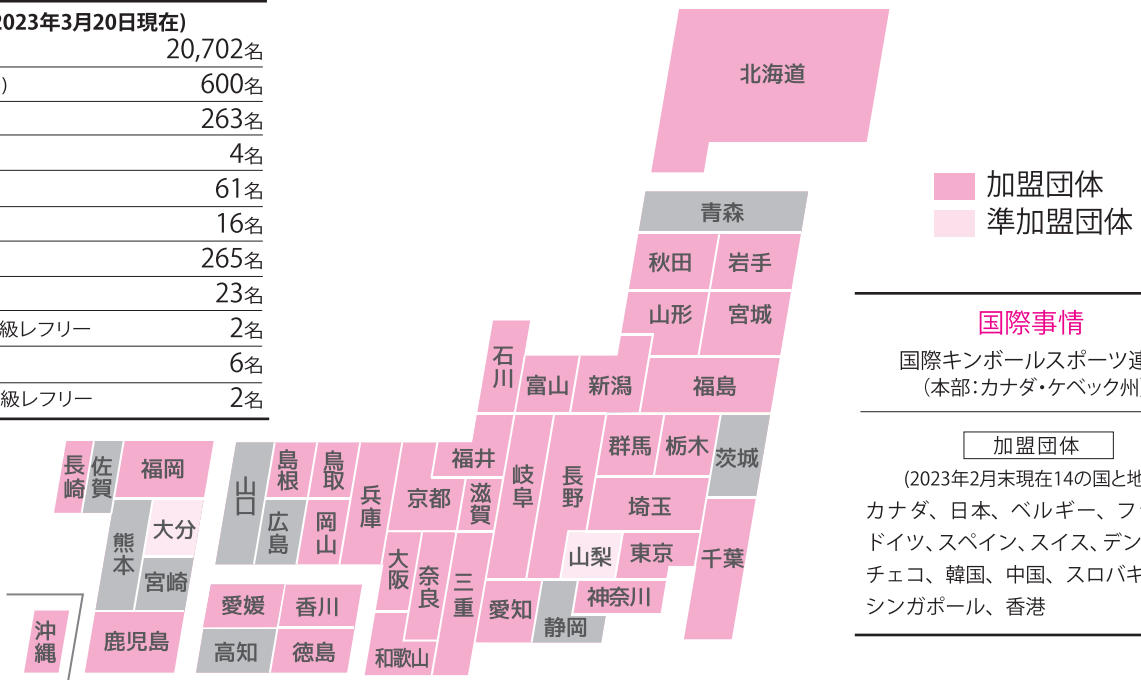 2023年3月20日現在)
20,702名
)
600名
263名
4名
61名
16名
265名
23名
級レフリー 2名
6名
級レフリー 2名
北海道
青森
秋田
岩手
山形
宮城
石川
富山
新潟
福島
福井
岐阜
長野
群馬
栃木
茨城
埼玉
山梨
東京
千葉
神奈川
静岡
愛知
三重
滋賀
京都
兵庫
大阪
奈良
和歌山
鳥取
島根
岡山
広島
山口
愛媛
香川
高知
徳島
福岡
佐賀
長崎
大分
熊本
宮崎
鹿児島
沖縄
加盟団体
準加盟団体
国際事情
国際キンボールスポーツ連
(本部:カナダ・ケベック州)
加盟団体
(2023年2月末現在14の国と地
カナダ、日本、ベルギー、フ
ドイツ、スペイン、スイス、デン
チェコ、韓国、中国、スロバキ
シンガポール、香港